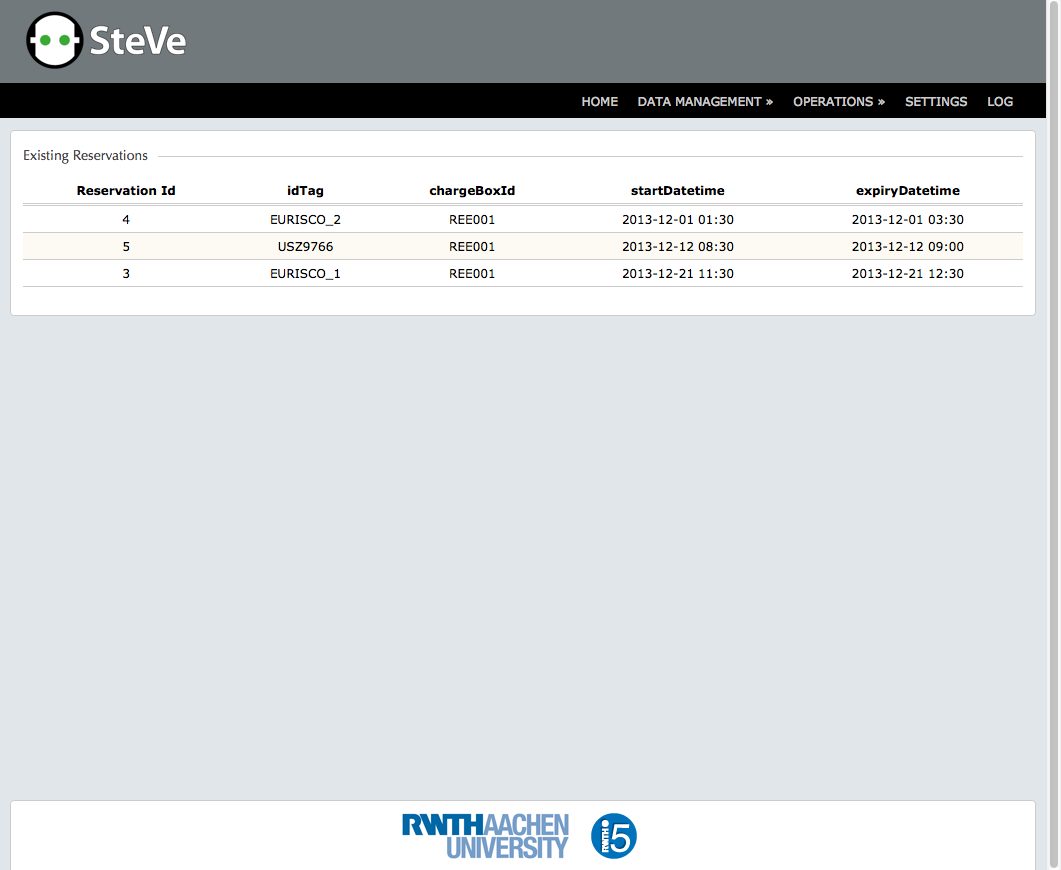 SteVe
HOME DATA MANAGEMENT » OPERATIONS » SETTINGS LOG
Existing Reservations
Reservation Id idTag chargeBoxId startDatetime expiryDatetime
4 EURISCO_2 REE001 2013-12-01 01:30 2013-12-01 03:30
5 USZ9766 REE001 2013-12-12 08:30 2013-12-12 09:00
3 EURISCO_1 REE001 2013-12-21 11:30 2013-12-21 12:30
RWTHAACHEN
UNIVERSITY
RWTH i5